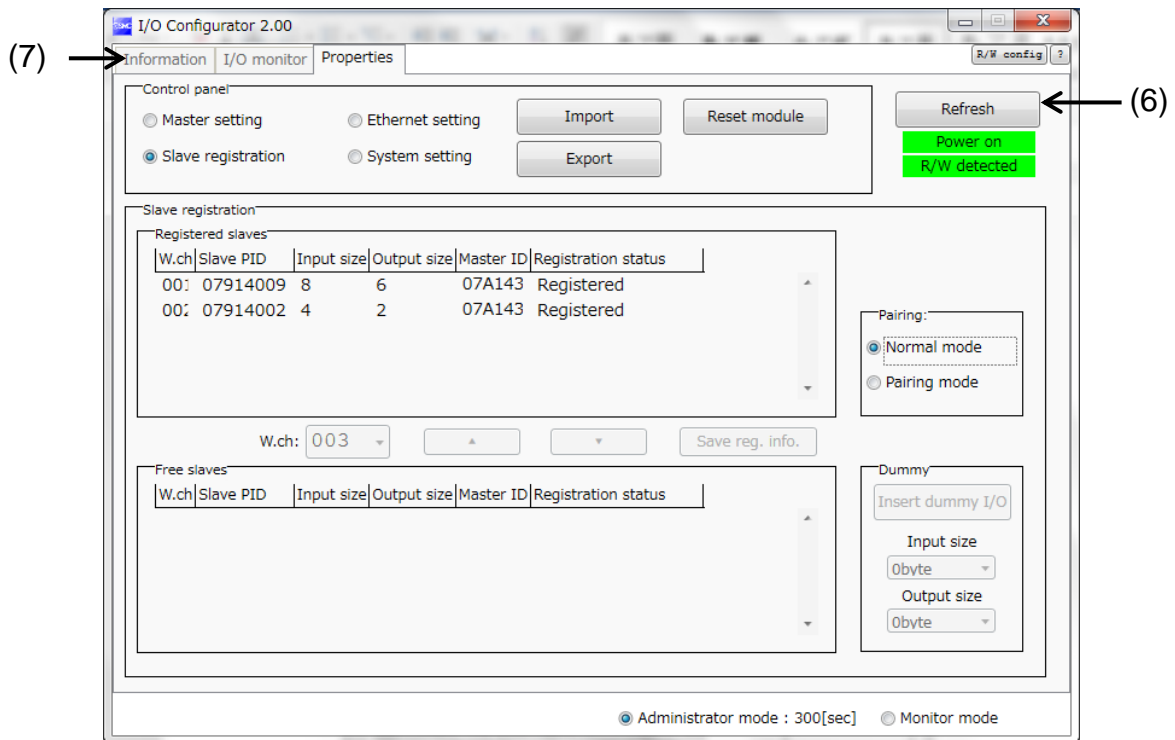 I/O Configurator 2.00
(7)
Information I/O monitor Properties
R/W config ?
Control panel
Master setting Ethernet setting Import Reset module
Slave registration System setting Export
Refresh
(6)
Power on
R/W detected
Slave registration
Registered slaves
W.ch Slave PID Input size Output size Master ID Registration status
001 07914009 8 6 07A143 Registered
002 07914002 4 2 07A143 Registered
Pairing:
Normal mode
Pairing mode
W.ch: 003 Save reg. info.
Free slaves
W.ch Slave PID Input size Output size Master ID Registration status
Dummy
Insert dummy I/O
Input size
0byte
Output size
0byte
Administrator mode : 300[sec] Monitor mode